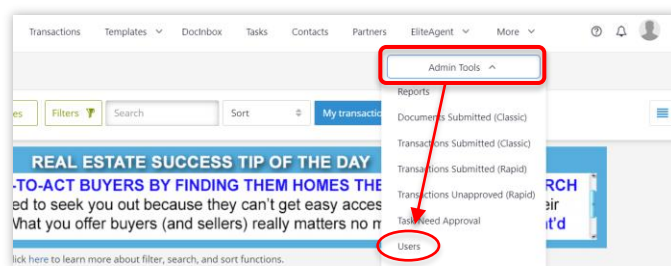 Transactions Templates DocInbox Tasks Contacts Partners EliteAgent More
Admin Tools
es Filters Search Sort My transactio
Reports
Documents Submitted (Classic)
Transactions Submitted (Classic)
Transactions Submitted (Rapid)
Transactions Unapproved (Rapid)
Task Need Approval
Users
REAL ESTATE SUCCESS TIP OF THE DAY
-TO-ACT BUYERS BY FINDING THEM HOMES THE RCH
ed to seek you out because they can't get easy acces eir
What you offer buyers (and sellers) really matters no m t'd
lick here to learn more about filter, search, and sort functions.